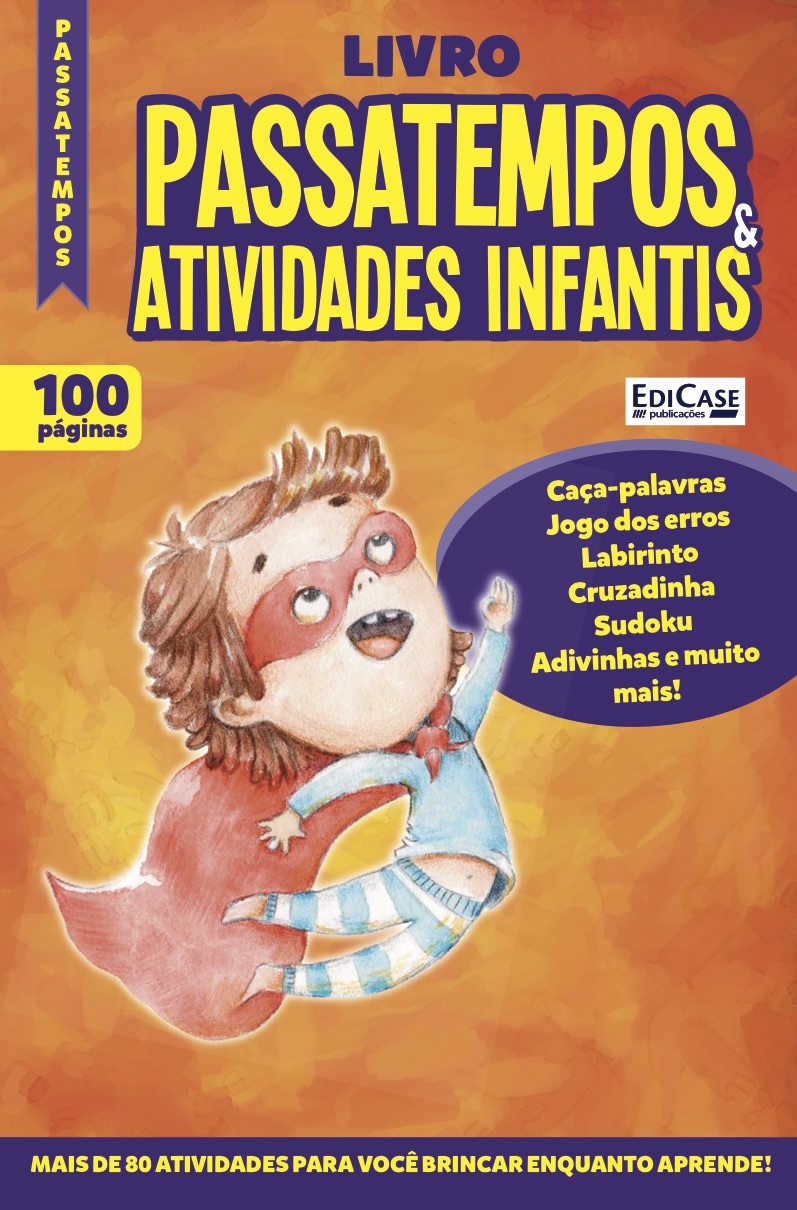 PASSATEMPOS
LIVRO
PASSATEMPOS
&
ATIVIDADES INFANTIS
100
páginas
EDICASE
publicações
Caça-palavras
Jogo dos erros
Labirinto
Cruzadinha
Sudoku
Adivinhas e muito
mais!
MAIS DE 80 ATIVIDADES PARA VOCÊ BRINCAR ENQUANTO APRENDE!